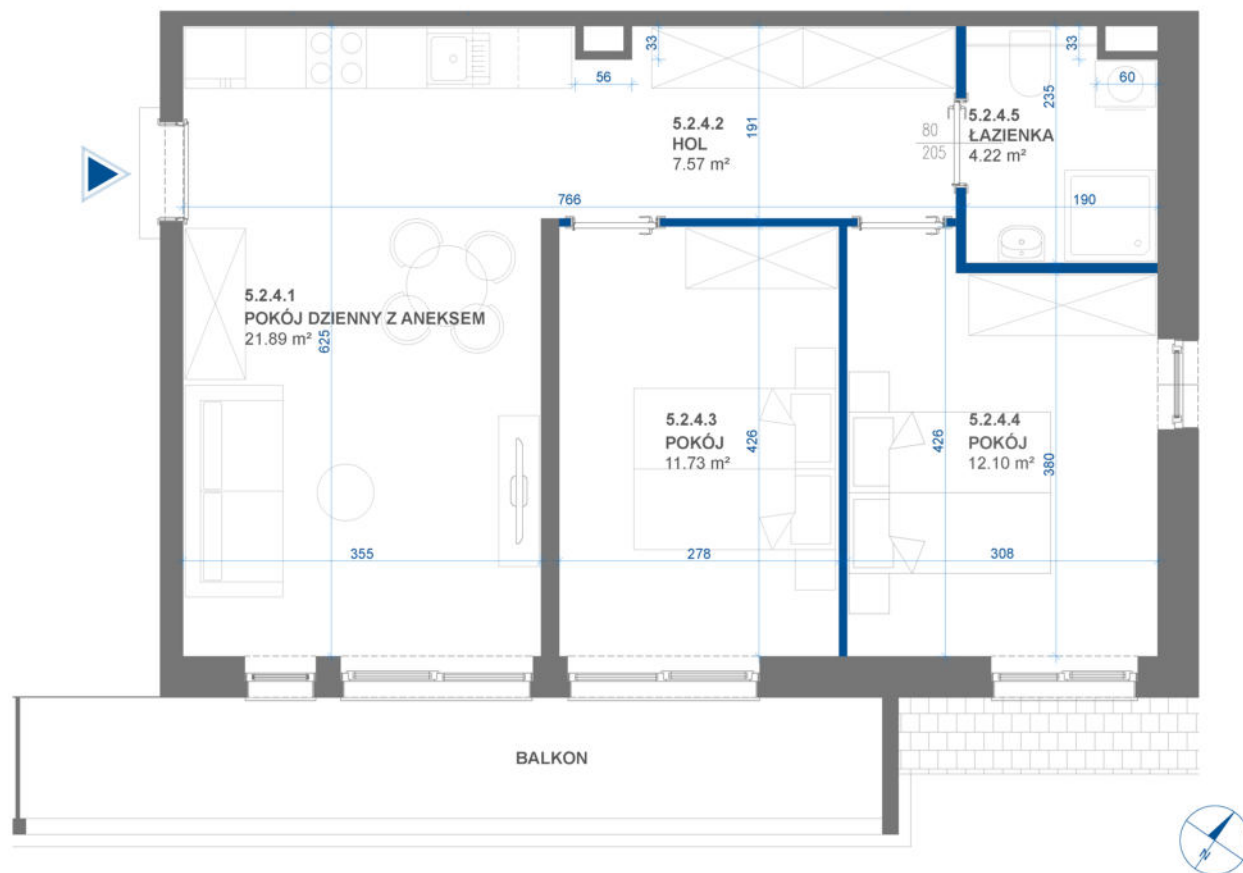 33
33
56
60
5.2.4.2
HOL
7.57 m²
191
80
205
5.2.4.5
ŁAZIENKA
4.22 m²
235
766
190
5.2.4.1
POKÓJ DZIENNY Z ANEKSEM
21.89 m²
625
5.2.4.3
POKÓJ
11.73 m²
426
426
5.2.4.4
POKÓJ
12.10 m²
380
355
278
308
BALKON
N